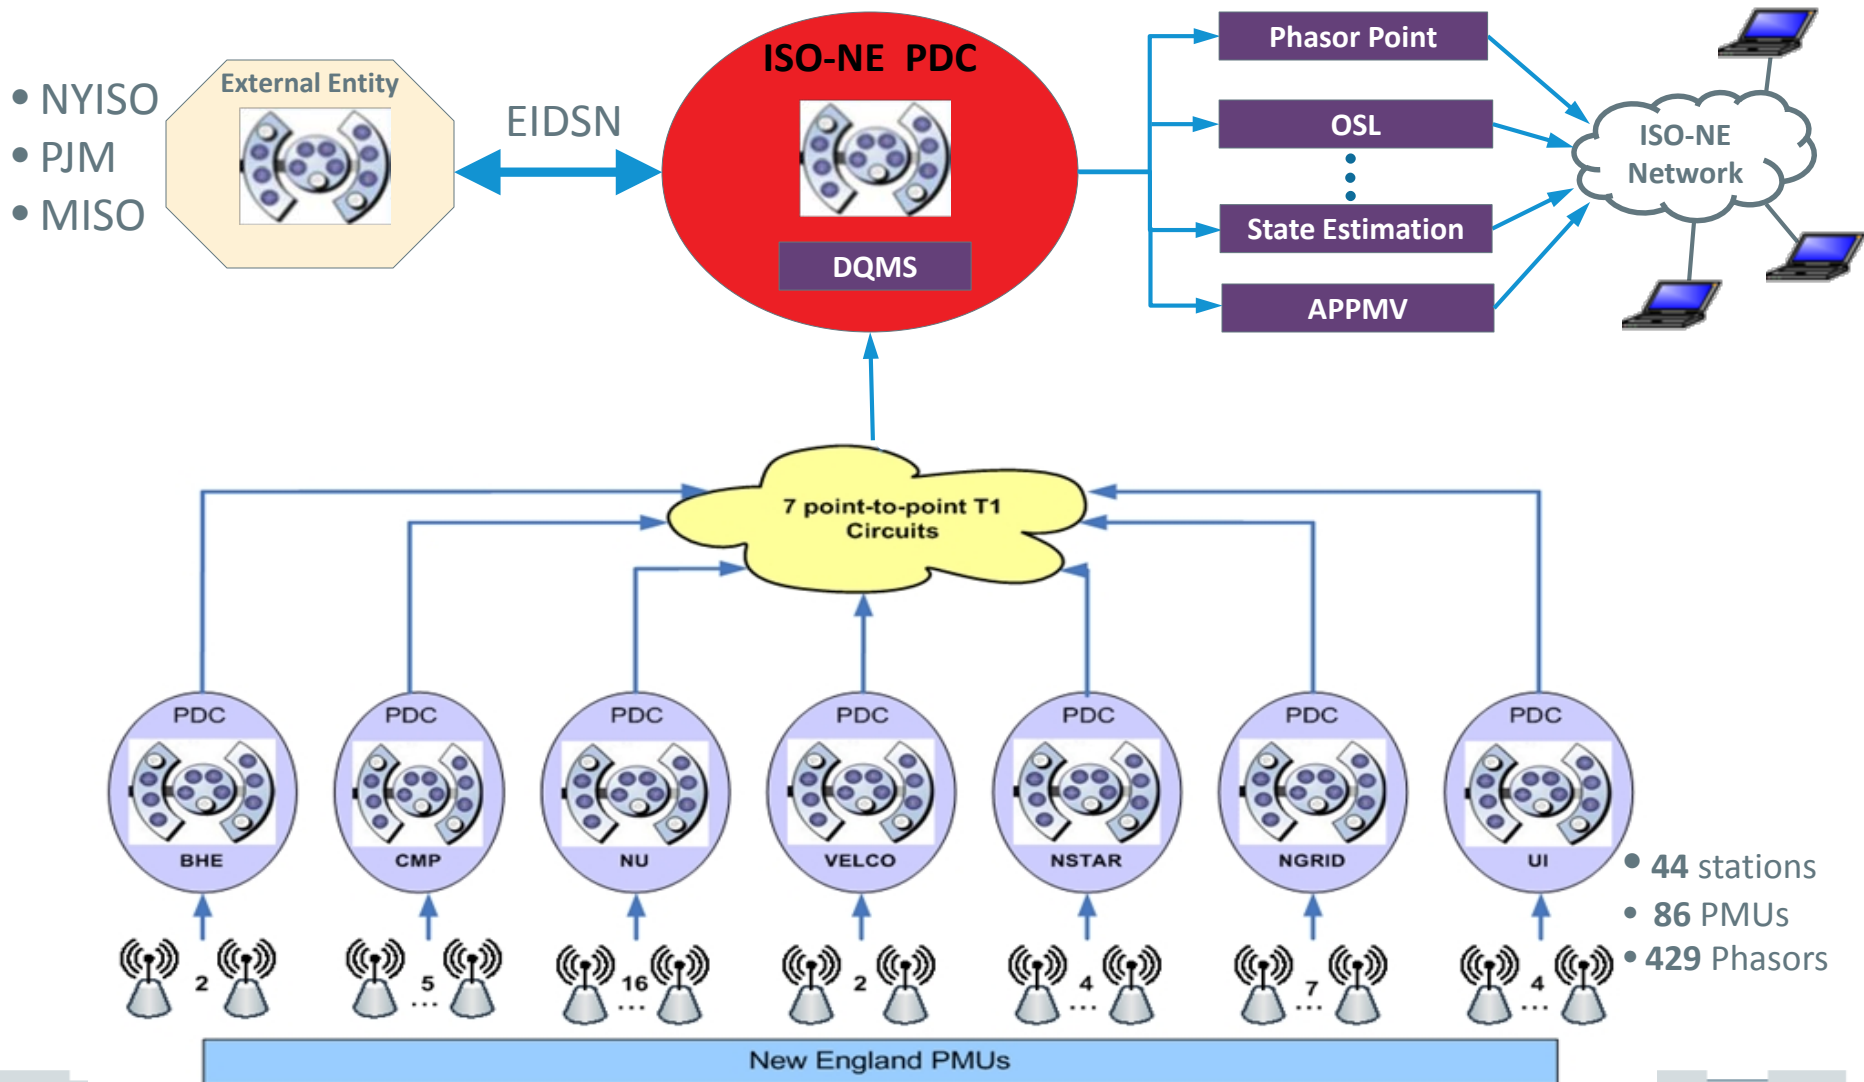 • NYISO
• PJM
• MISO
External Entity
EIDSN
ISO-NE PDC
DQMS
Phasor Point
OSL
State Estimation
APPMV
ISO-NE
Network
7 point-to-point T1
Circuits
PDC
BHE
PDC
CMP
PDC
NU
PDC
VELCO
PDC
NSTAR
PDC
NGRID
PDC
UI
• 44 stations
• 86 PMUs
• 429 Phasors
2
5
...
16
...
2
4
...
7
...
4
...
New England PMUs